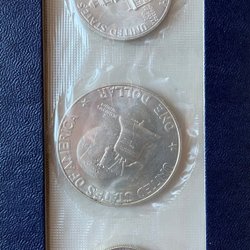 UNITED STATES
UNITED STATES OF AMERICA
ONE DOLLAR